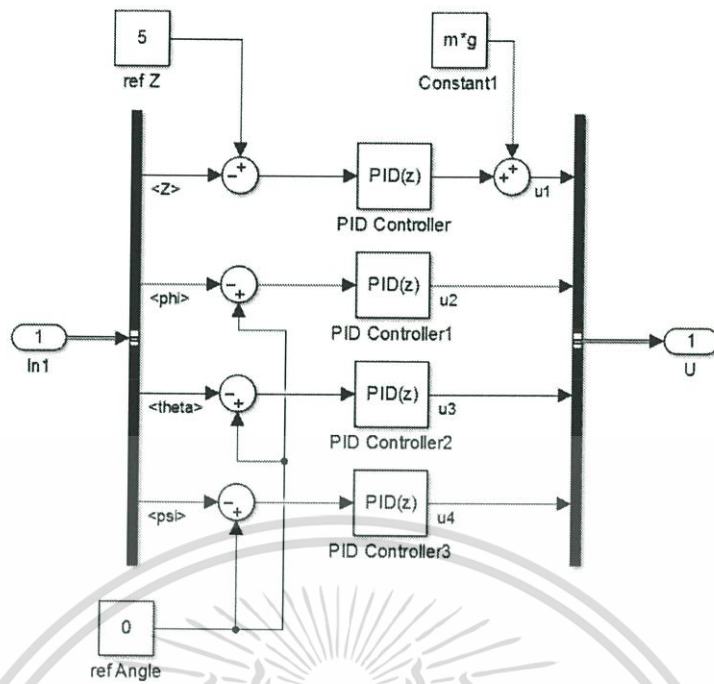 5
ref Z
m*g
Constant1
<Z>
- +
PID(z)
PID Controller
+ +
u1
<phi>
- +
PID(z)
PID Controller1
u2
1
In1
1
U
<theta>
- +
PID(z)
PID Controller2
u3
<psi>
- +
PID(z)
PID Controller3
u4
0
ref Angle